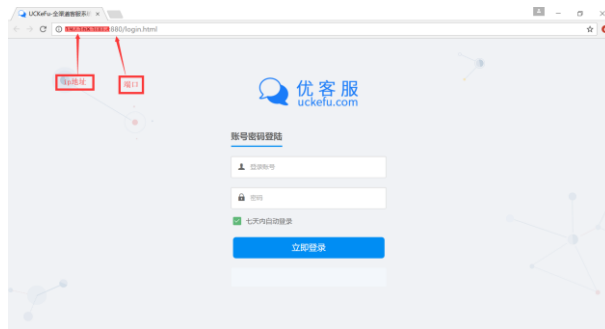 UCKeFu-全渠道客服系统
880/login.html
ip地址
端口
优客服
uckefu.com
账号密码登陆
登录账号
密码
七天内自动登录
立即登录